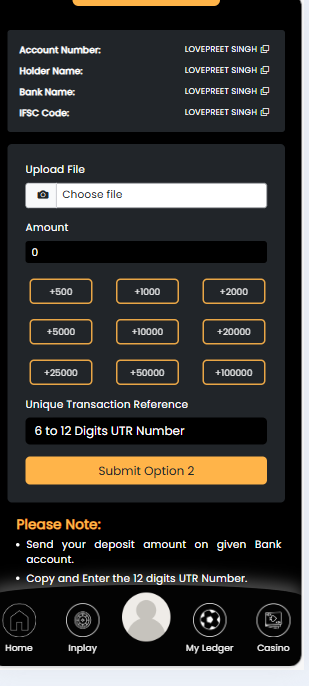 Account Number: LOVEPREET SINGH
Holder Name: LOVEPREET SINGH
Bank Name: LOVEPREET SINGH
IFSC Code: LOVEPREET SINGH
Upload File
Choose file
Amount
0
+500 +1000 +2000
+5000 +10000 +20000
+25000 +50000 +100000
Unique Transaction Reference
6 to 12 Digits UTR Number
Submit Option 2
Please Note:
• Send your deposit amount on given Bank
account.
• Copy and Enter the 12 digits UTR Number.
Home Inplay My Ledger Casino